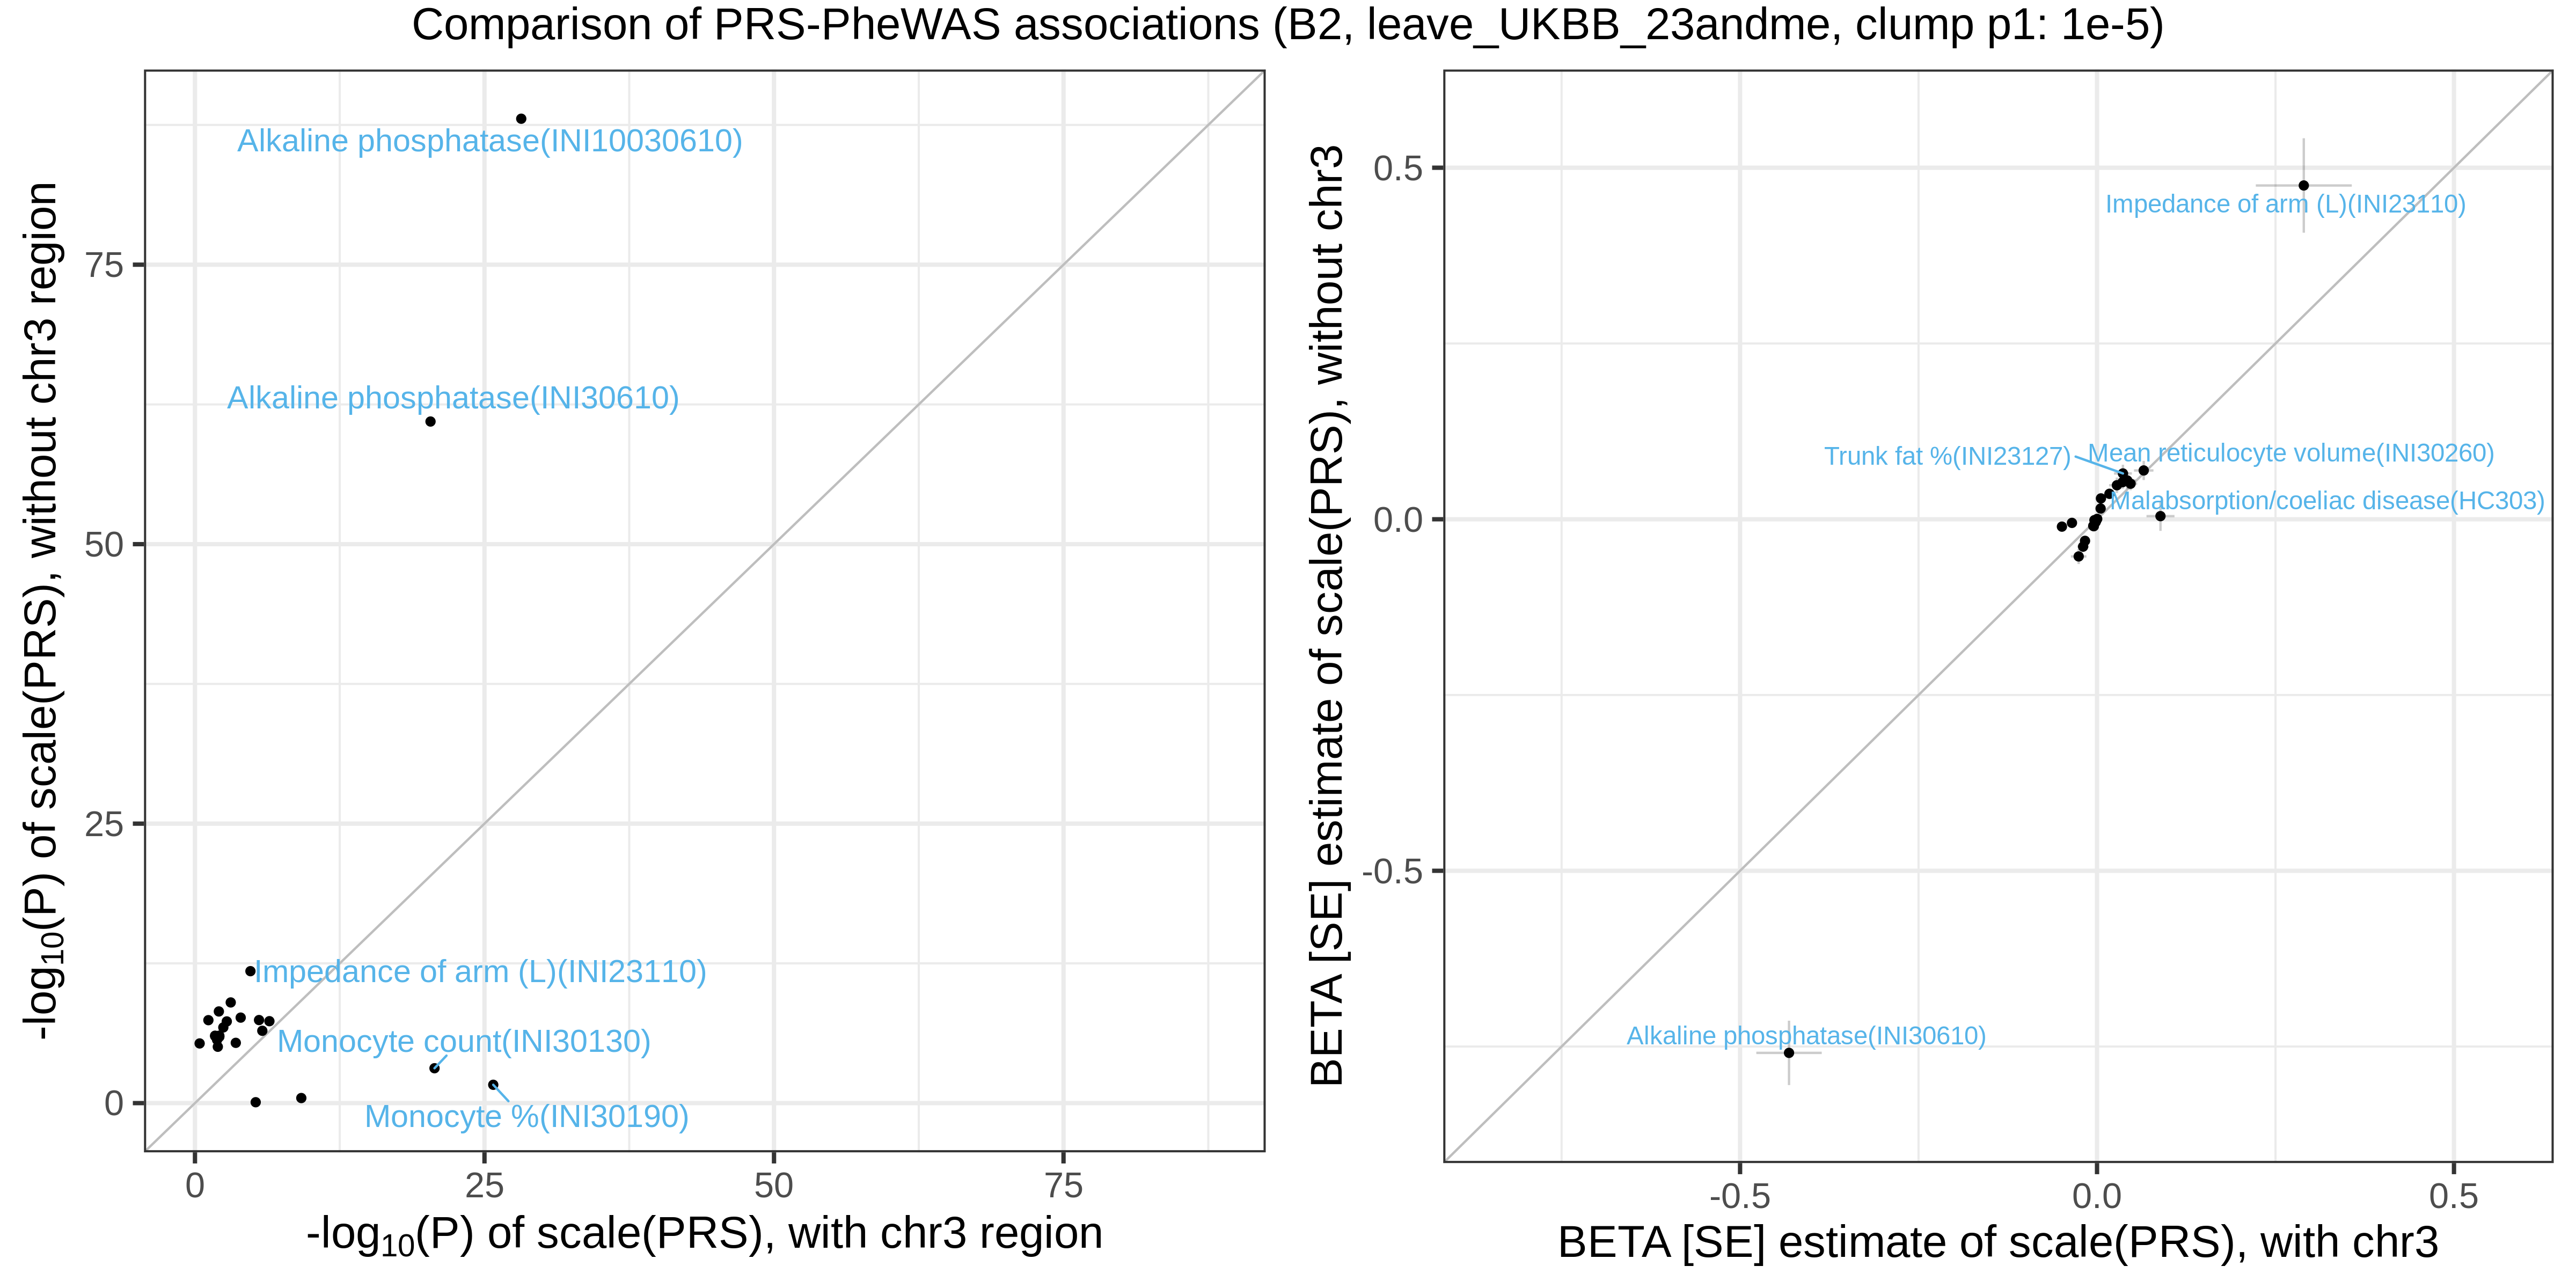 Comparison of PRS-PheWAS associations (B2, leave_UKBB_23andme, clump p1: 1e-5)
-log10(P) of scale(PRS), without chr3 region
75
50
25
0
Alkaline phosphatase(INI10030610)
Alkaline phosphatase(INI30610)
Impedance of arm (L)(INI23110)
Monocyte count(INI30130)
Monocyte %(INI30190)
0
25
50
75
-log10(P) of scale(PRS), with chr3 region
BETA [SE] estimate of scale(PRS), without chr3
0.5
0.0
-0.5
Impedance of arm (L)(INI23110)
Trunk fat %(INI23127)
Mean reticulocyte volume(INI30260)
Malabsorption/coeliac disease(HC303)
Alkaline phosphatase(INI30610)
-0.5
0.0
0.5
BETA [SE] estimate of scale(PRS), with chr3